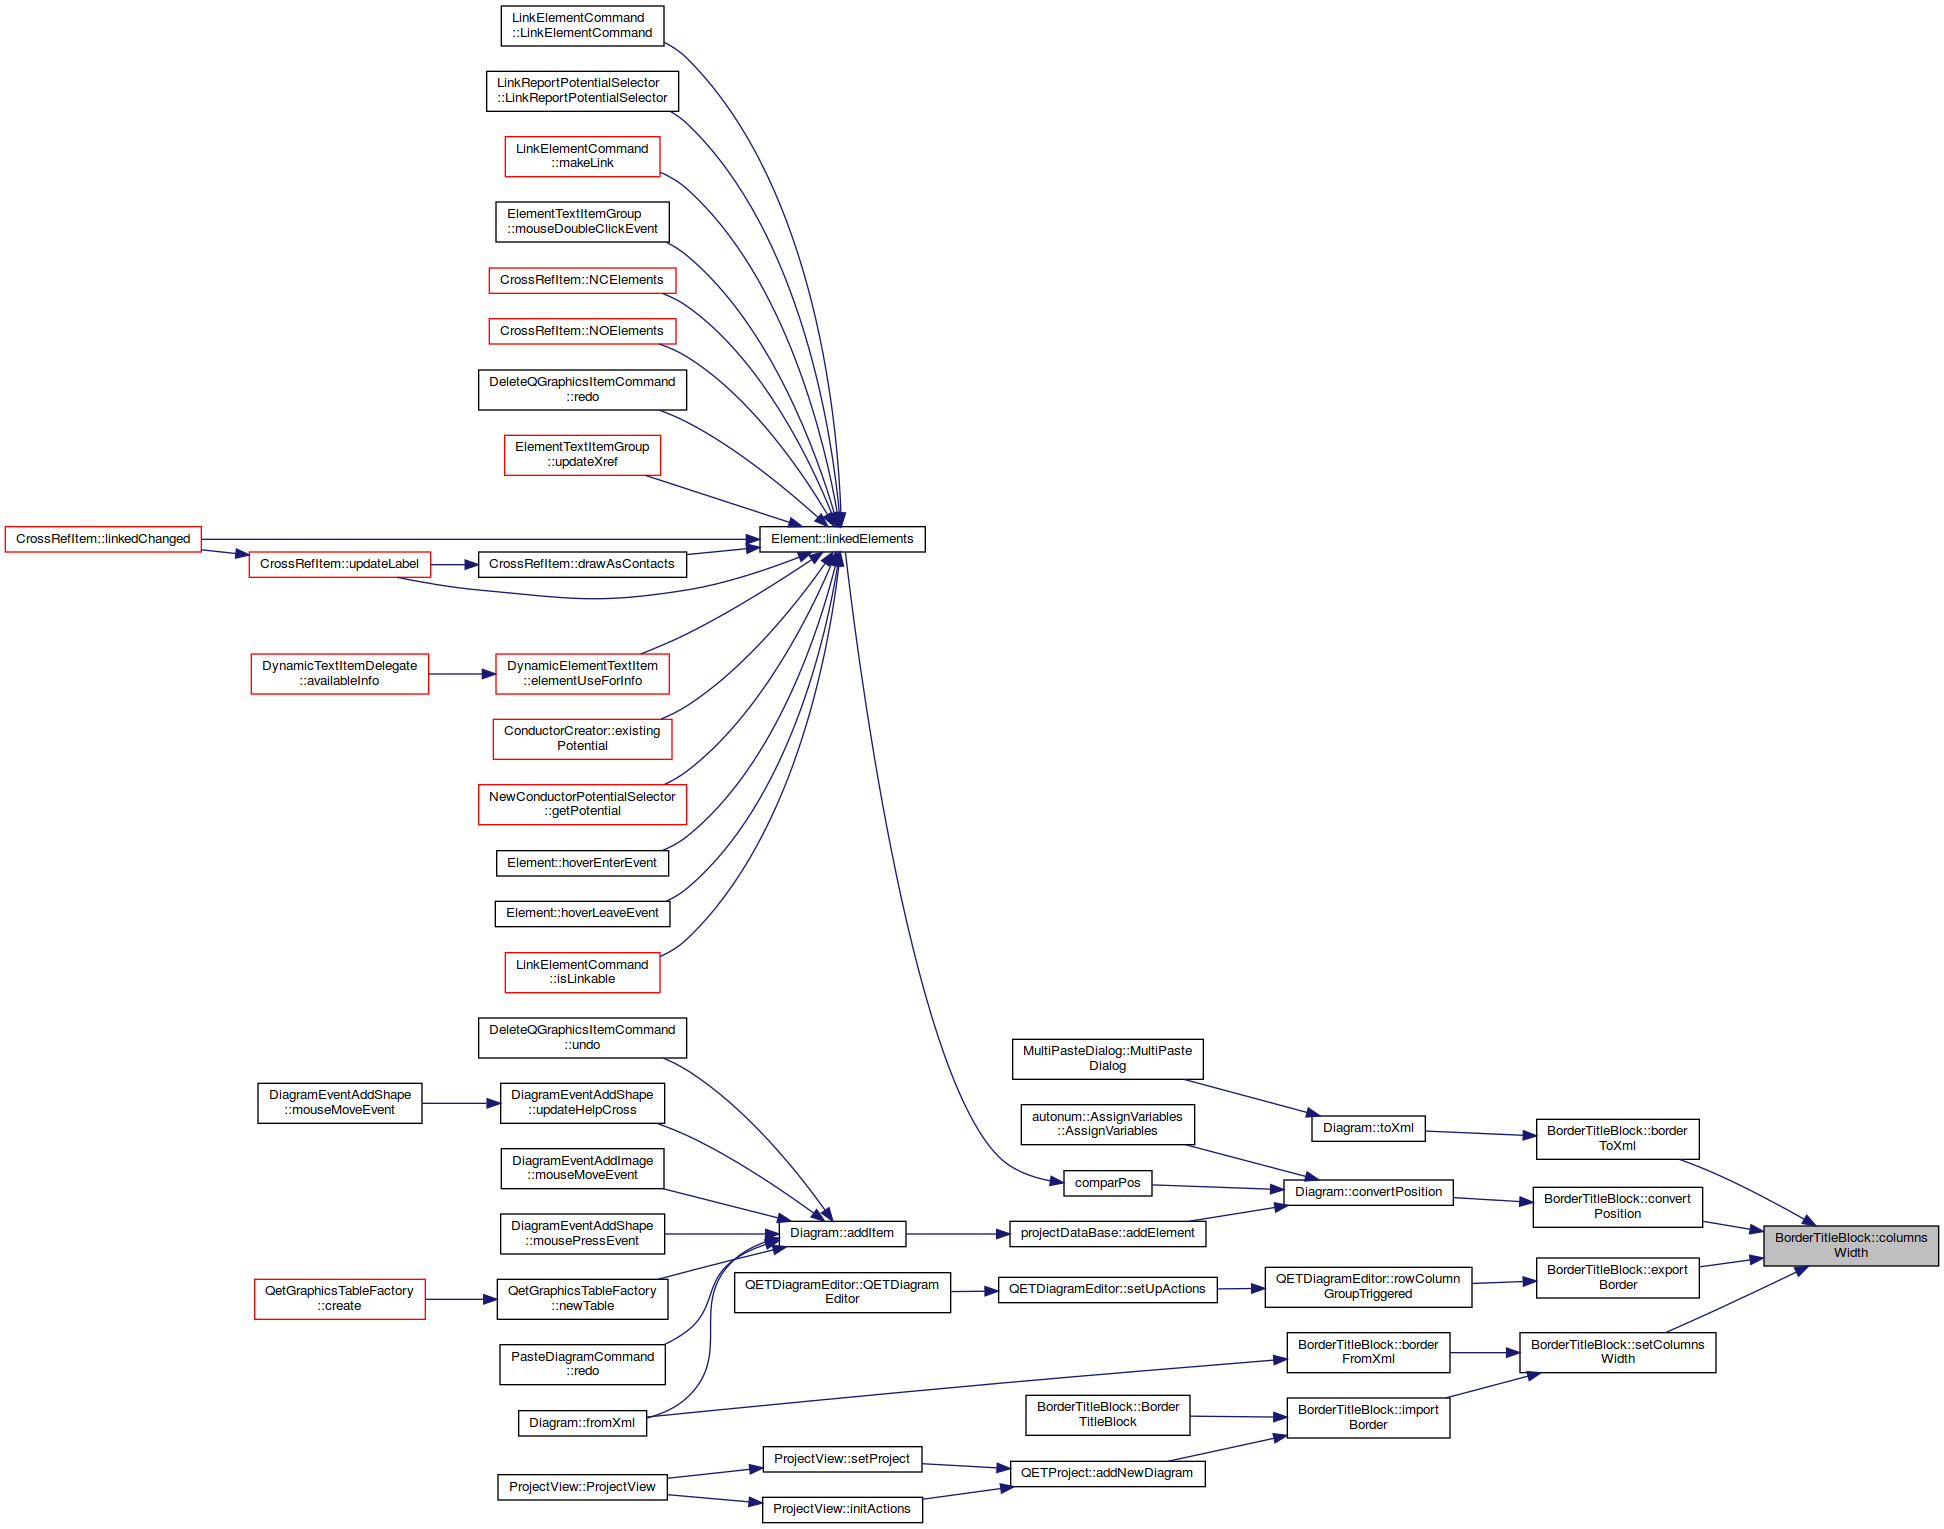 LinkElementCommand
::LinkElementCommand
LinkReportPotentialSelector
::LinkReportPotentialSelector
LinkElementCommand
::makeLink
ElementTextItemGroup
::mouseDoubleClickEvent
CrossRefItem::NCElements
CrossRefItem::NOElements
DeleteQGraphicsItemCommand
::redo
ElementTextItemGroup
::updateXref
CrossRefItem::linkedChanged
Element::linkedElements
CrossRefItem::updateLabel
CrossRefItem::drawAsContacts
DynamicTextItemDelegate
::availableInfo
DynamicElementTextItem
::elementUseForInfo
ConductorCreator::existing
Potential
NewConductorPotentialSelector
::getPotential
Element::hoverEnterEvent
Element::hoverLeaveEvent
LinkElementCommand
::isLinkable
DeleteQGraphicsItemCommand
::undo
MultiPasteDialog::MultiPaste
Dialog
DiagramEventAddShape
::mouseMoveEvent
DiagramEventAddShape
::updateHelpCross
autonum::AssignVariables
::AssignVariables
Diagram::toXml
BorderTitleBlock::border
ToXml
DiagramEventAddImage
::mouseMoveEvent
comparPos
Diagram::convertPosition
BorderTitleBlock::convert
Position
DiagramEventAddShape
::mousePressEvent
Diagram::addItem
projectDataBase::addElement
BorderTitleBlock::columns
Width
QetGraphicsTableFactory
::create
QetGraphicsTableFactory
::newTable
QETDiagramEditor::QETDiagram
Editor
QETDiagramEditor::setUpActions
QETDiagramEditor::rowColumn
GroupTriggered
BorderTitleBlock::export
Border
PasteDiagramCommand
::redo
BorderTitleBlock::border
FromXml
BorderTitleBlock::setColumns
Width
Diagram::fromXml
BorderTitleBlock::Border
TitleBlock
BorderTitleBlock::import
Border
ProjectView::setProject
QETProject::addNewDiagram
ProjectView::ProjectView
ProjectView::initActions